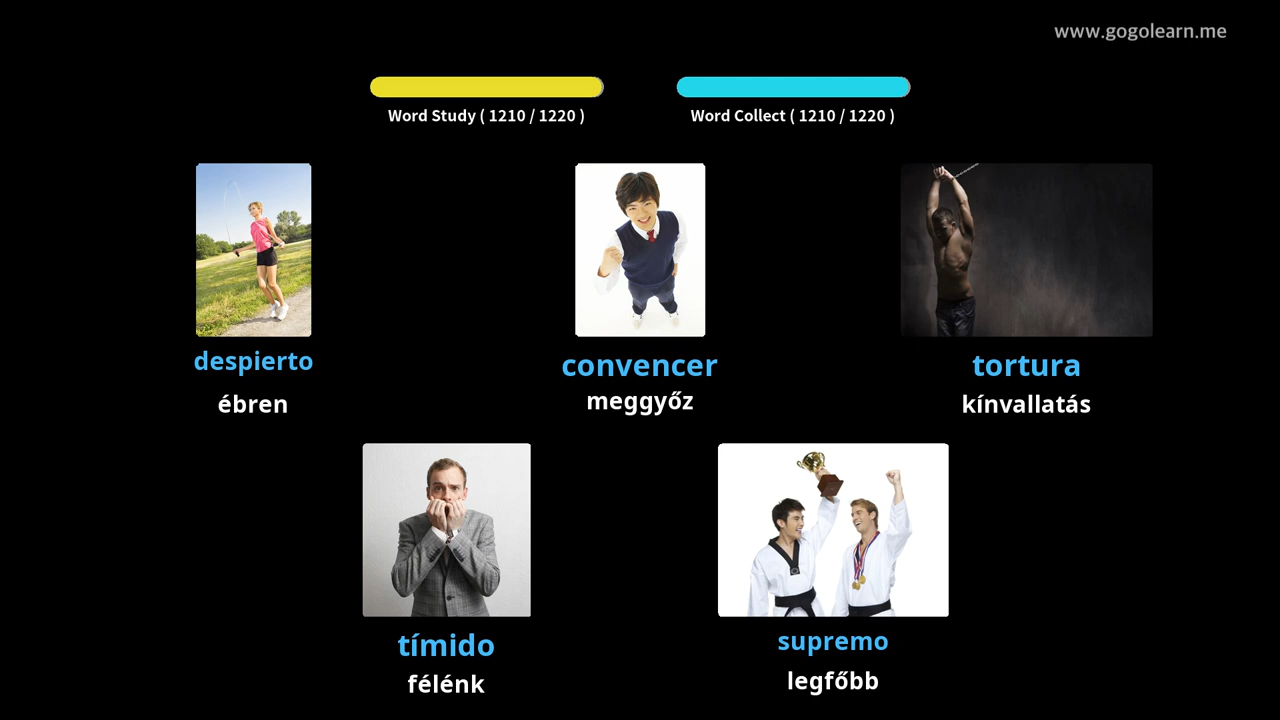 www.gogolearn.me
Word Study ( 1210 / 1220 )
Word Collect ( 1210 / 1220 )
despierto
ébren
convencer
meggyőz
tortura
kínvallatás
tímido
félénk
supremo
legfőbb